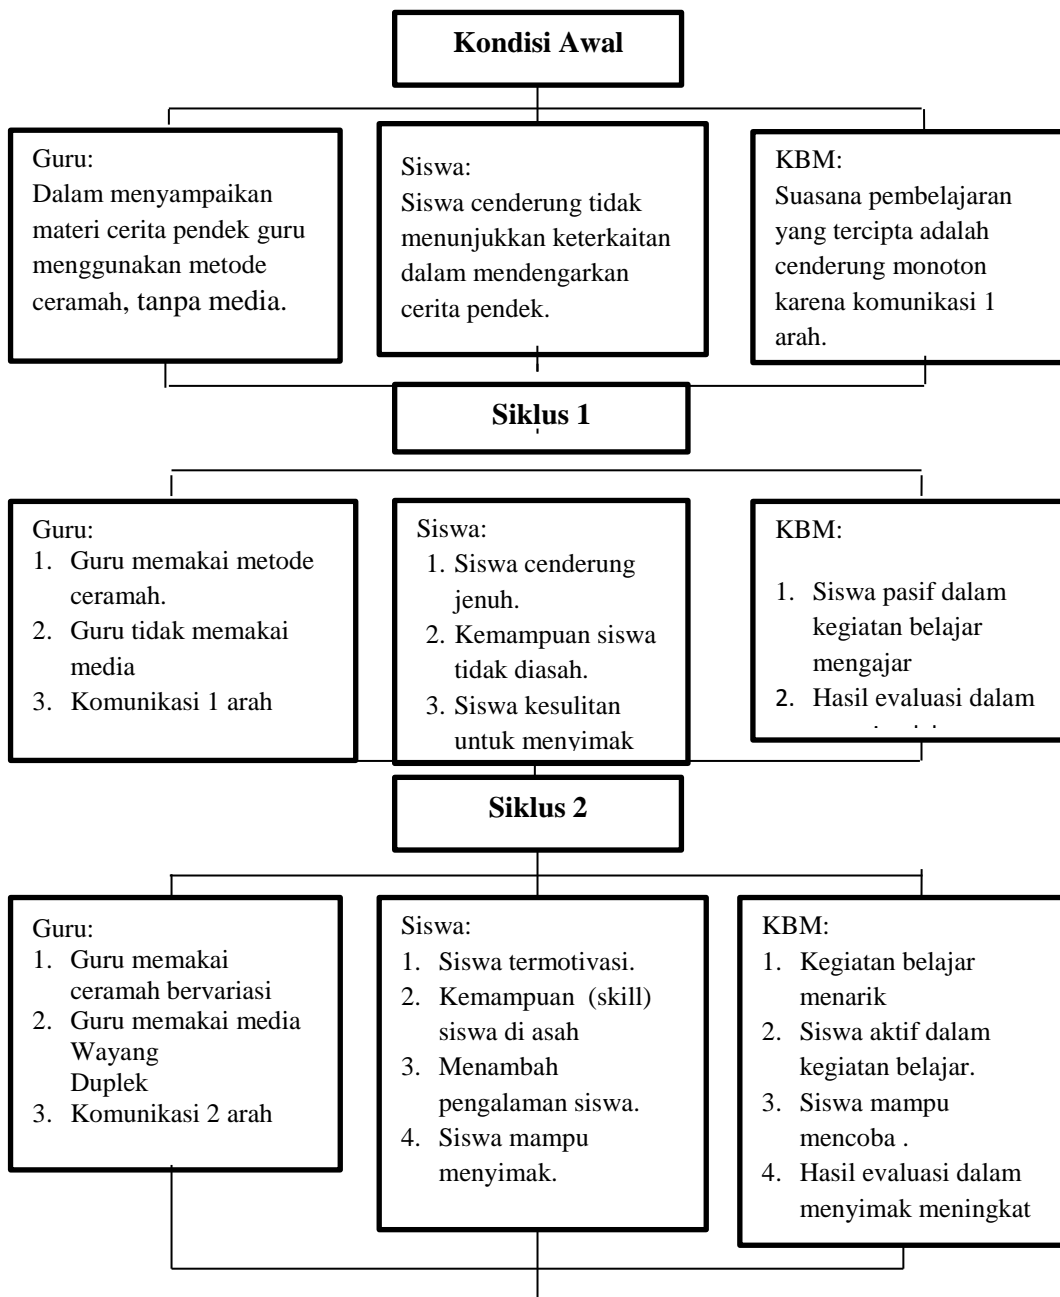 Kondisi Awal
Guru:
Dalam menyampaikan
materi cerita pendek guru
menggunakan metode
ceramah, tanpa media.
Siswa:
Siswa cenderung tidak
menunjukkan keterkaitan
dalam mendengarkan
cerita pendek.
KBM:
Suasana pembelajaran
yang tercipta adalah
cenderung monoton
karena komunikasi 1
arah.
Siklus 1
Guru:
1. Guru memakai metode
ceramah.
2. Guru tidak memakai
media
3. Komunikasi 1 arah
Siswa:
1. Siswa cenderung
jenuh.
2. Kemampuan siswa
tidak diasah.
3. Siswa kesulitan
untuk menyimak
KBM:
1. Siswa pasif dalam
kegiatan belajar
mengajar
2. Hasil evaluasi dalam
Siklus 2
Guru:
1. Guru memakai
ceramah bervariasi
2. Guru memakai media
Wayang
Duplek
3. Komunikasi 2 arah
Siswa:
1. Siswa termotivasi.
2. Kemampuan (skill)
siswa di asah
3. Menambah
pengalaman siswa.
4. Siswa mampu
menyimak.
KBM:
1. Kegiatan belajar
menarik
2. Siswa aktif dalam
kegiatan belajar.
3. Siswa mampu
mencoba .
4. Hasil evaluasi dalam
menyimak meningkat